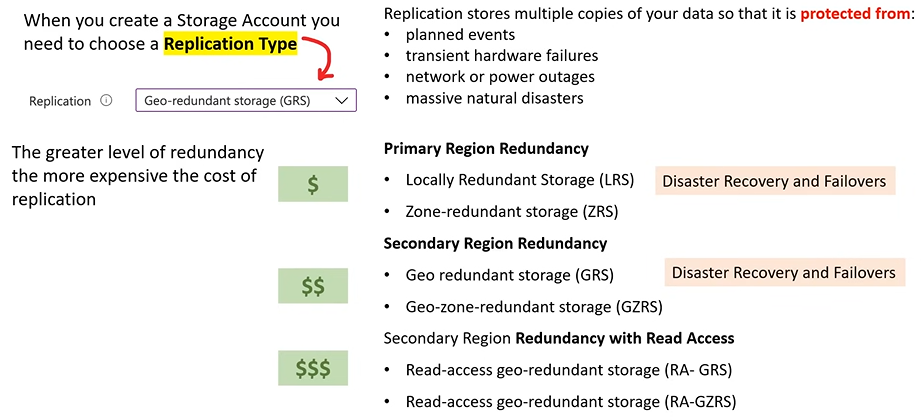 When you create a Storage Account you
need to choose a Replication Type
Replication
Geo-redundant storage (GRS)
Replication stores multiple copies of your data so that it is protected from:
• planned events
• transient hardware failures
• network or power outages
• massive natural disasters
The greater level of redundancy
the more expensive the cost of
replication
$
Primary Region Redundancy
• Locally Redundant Storage (LRS)
Disaster Recovery and Failovers
• Zone-redundant storage (ZRS)
$$
Secondary Region Redundancy
• Geo redundant storage (GRS)
Disaster Recovery and Failovers
• Geo-zone-redundant storage (GZRS)
$$$
Secondary Region Redundancy with Read Access
• Read-access geo-redundant storage (RA- GRS)
• Read-access geo-redundant storage (RA-GZRS)